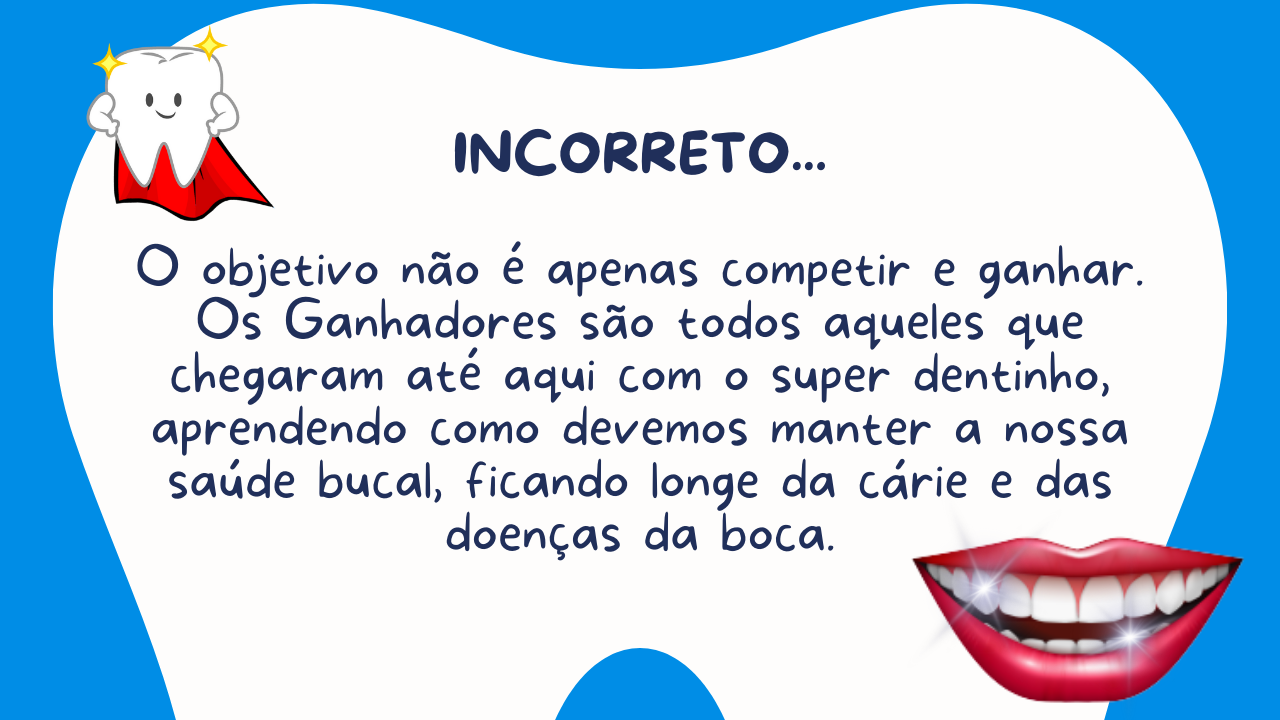 INCORRETO...
O objetivo não é apenas competir e ganhar.
Os Ganhadores são todos aqueles que
chegaram até aqui com o super dentinho,
aprendendo como devemos manter a nossa
saúde bucal, ficando longe da cárie e das
doenças da boca.